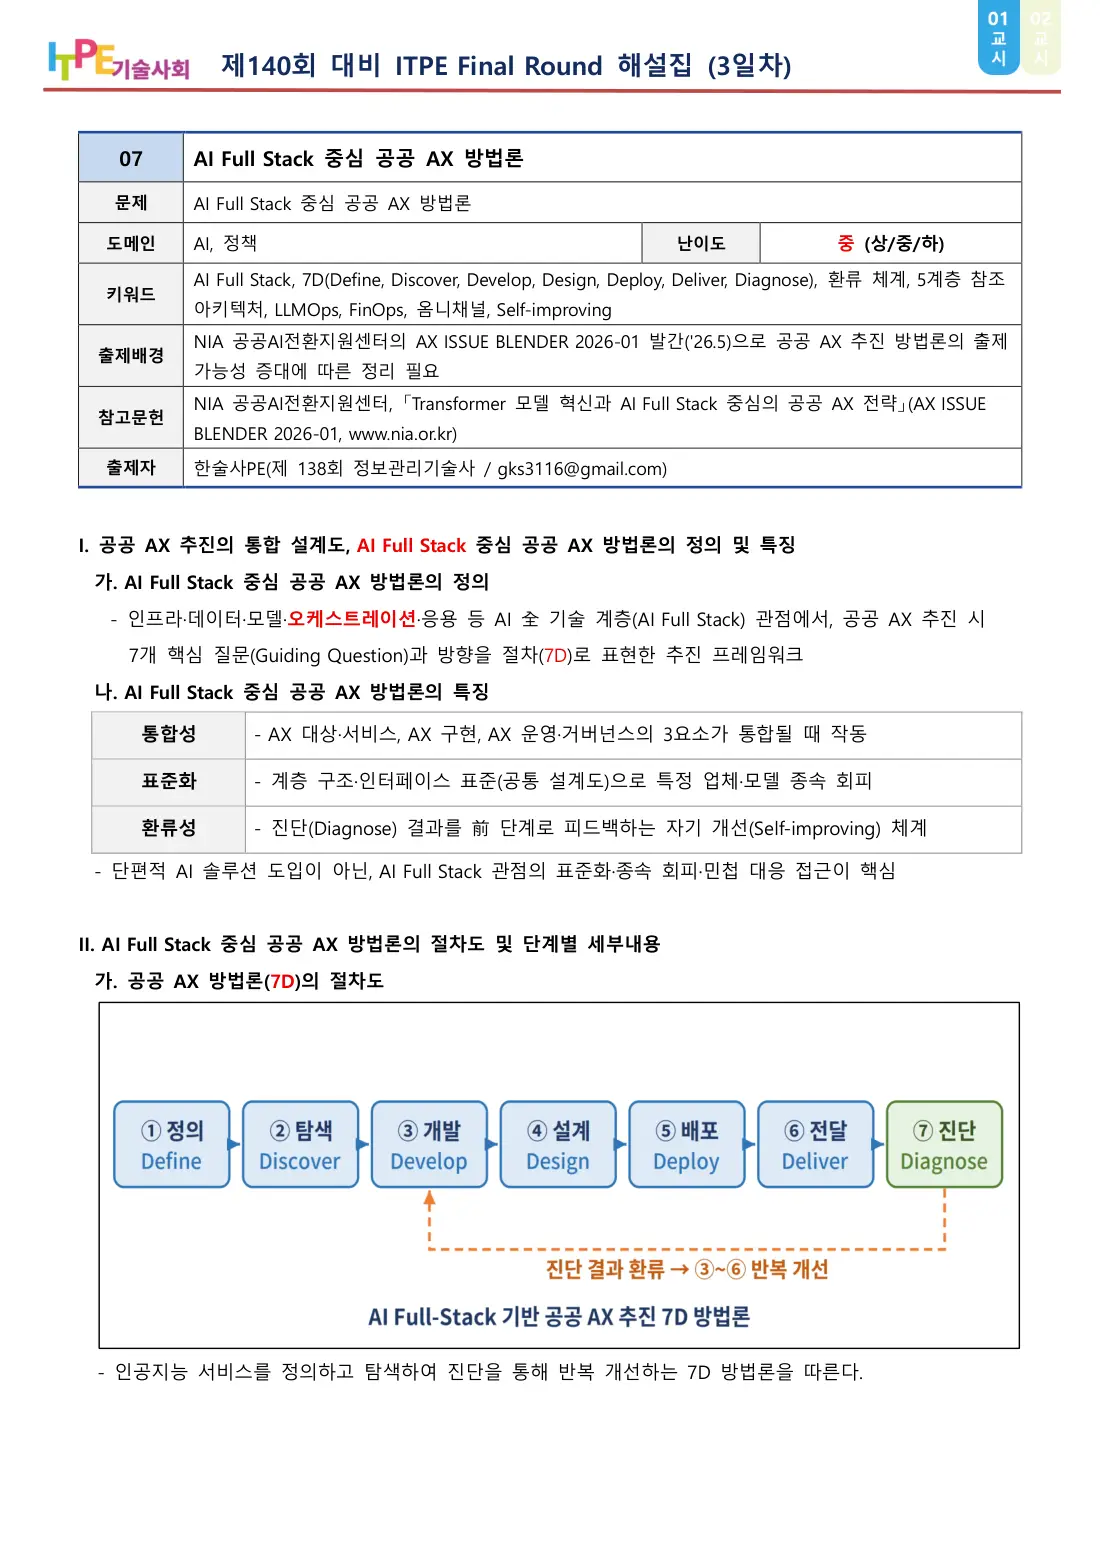 01 교시
02 교시
ITPE기술사회 제140회 대비 ITPE Final Round 해설집 (3일차)
07 AI Full Stack 중심 공공 AX 방법론
문제 AI Full Stack 중심 공공 AX 방법론
도메인 AI, 정책 난이도 중 (상/중/하)
키워드 AI Full Stack, 7D(Define, Discover, Develop, Design, Deploy, Deliver, Diagnose), 환류 체계, 5계층 참조
아키텍처, LLMOps, FinOps, 옴니채널, Self-improving
출제배경 NIA 공공AI전환지원센터의 AX ISSUE BLENDER 2026-01 발간('26.5)으로 공공 AX 추진 방법론의 출제
가능성 증대에 따른 정리 필요
참고문헌 NIA 공공AI전환지원센터, 「Transformer 모델 혁신과 AI Full Stack 중심의 공공 AX 전략」(AX ISSUE
BLENDER 2026-01, www.nia.or.kr)
출제자 한술사PE(제 138회 정보관리기술사 / gks3116@gmail.com)
I. 공공 AX 추진의 통합 설계도, AI Full Stack 중심 공공 AX 방법론의 정의 및 특징
가. AI Full Stack 중심 공공 AX 방법론의 정의
- 인프라·데이터·모델·오케스트레이션·응용 등 AI 全 기술 계층(AI Full Stack) 관점에서, 공공 AX 추진 시
7개 핵심 질문(Guiding Question)과 방향을 절차(7D)로 표현한 추진 프레임워크
나. AI Full Stack 중심 공공 AX 방법론의 특징
통합성 - AX 대상·서비스, AX 구현, AX 운영·거버넌스의 3요소가 통합될 때 작동
표준화 - 계층 구조·인터페이스 표준(공통 설계도)으로 특정 업체·모델 종속 회피
환류성 - 진단(Diagnose) 결과를 前 단계로 피드백하는 자기 개선(Self-improving) 체계
- 단편적 AI 솔루션 도입이 아닌, AI Full Stack 관점의 표준화·종속 회피·민첩 대응 접근이 핵심
II. AI Full Stack 중심 공공 AX 방법론의 절차도 및 단계별 세부내용
가. 공공 AX 방법론(7D)의 절차도
① 정의 ② 탐색 ③ 개발 ④ 설계 ⑤ 배포 ⑥ 전달 ⑦ 진단
Define Discover Develop Design Deploy Deliver Diagnose
진단 결과 환류 → ③~⑥ 반복 개선
AI Full-Stack 기반 공공 AX 추진 7D 방법론
- 인공지능 서비스를 정의하고 탐색하여 진단을 통해 반복 개선하는 7D 방법론을 따른다.